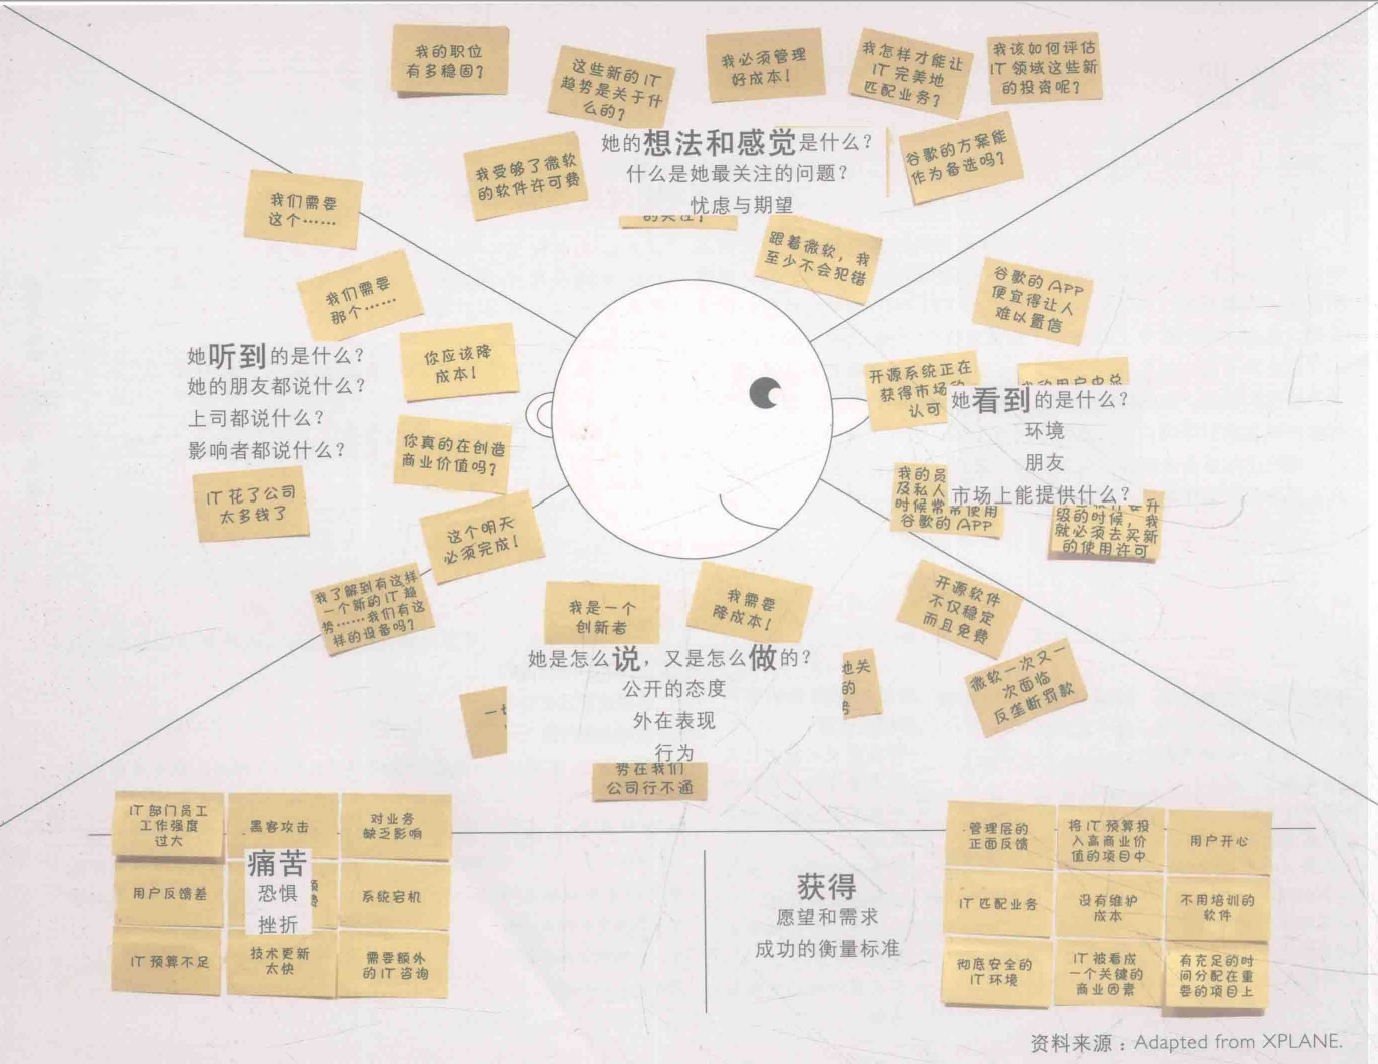 我的职位
有多稳固？
这些新的IT
趋势是关于什
么的？
我必须管理
好成本！
我怎样才能让
IT完美地
匹配业务？
我该如何评估
IT领域这些新
的投资呢？
我受够了微软
的软件许可费
她的想法和感觉是什么？
什么是她最关注的问题？
忧虑与期望
谷歌的方案能
作为备选吗？
跟着微软，我
至少不会犯错
我们需要
这个……
我们需要
那个……
她听到的是什么？
她的朋友都说什么？
上司都说什么？
影响者都说什么？
你应该降
成本！
你真的在创造
商业价值吗？
IT花了公司
太多钱了
这个明天
必须完成！
我了解到有这样
一个新的IT趋
势……我们有这
样的设备吗？
谷歌的APP
便宜得让人
难以置信
开源系统正在
获得市场的
认可
她看到的是什么？
环境
朋友
市场上能提供什么？
我的员
及私人
时候常常使用
谷歌的APP
升
级的时候，我
就必须去买新
的使用许可
开源软件
不仅稳定
而且免费
微软一次又一
次面临
反垄断罚款
我是一个
创新者
我需要
降成本！
她是怎么说，又是怎么做的？
公开的态度
外在表现
行为
势在我们
公司行不通
IT部门员工
工作强度
过大
黑客攻击
对业务
缺乏影响
用户反馈差
痛苦
恐惧
挫折
系统宕机
IT预算不足
技术更新
太快
需要额外
的IT咨询
获得
愿望和需求
成功的衡量标准
管理层的
正面反馈
将IT预算投
入高商业价
值的项目中
用户开心
IT匹配业务
没有维护
成本
不用培训的
软件
彻底安全的
IT环境
IT被看成
一个关键的
商业因素
有充足的时
间分配在重
要的项目上
资料来源：Adapted from XPLANE.